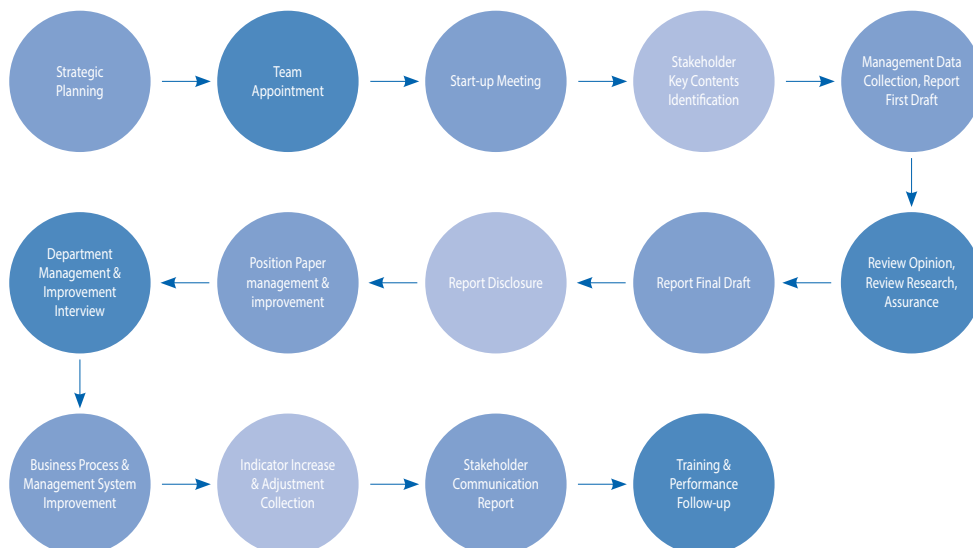 Strategic
Planning
Team
Appointment
Start-up Meeting
Stakeholder
Key Contents
Identification
Management Data
Collection, Report
First Draft
Department
Management &
Improvement
Interview
Position Paper
management &
improvement
Report Disclosure
Report Final Draft
Review Opinion,
Review Research,
Assurance
Business Process &
Management System
Improvement
Indicator Increase
& Adjustment
Collection
Stakeholder
Communication
Report
Training &
Performance
Follow-up